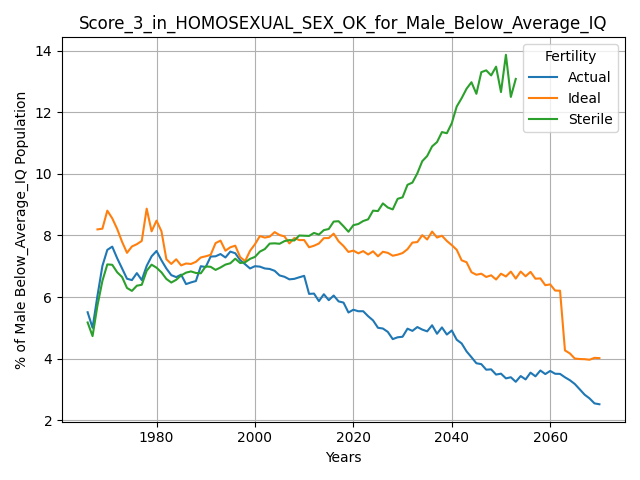 Score_3_in_HOMOSEXUAL_SEX_OK_for_Male_Below_Average_IQ
14
12
10
8
6
4
2
% of Male Below_Average_IQ Population
Fertility
Actual
Ideal
Sterile
1980
2000
2020
2040
2060
Years